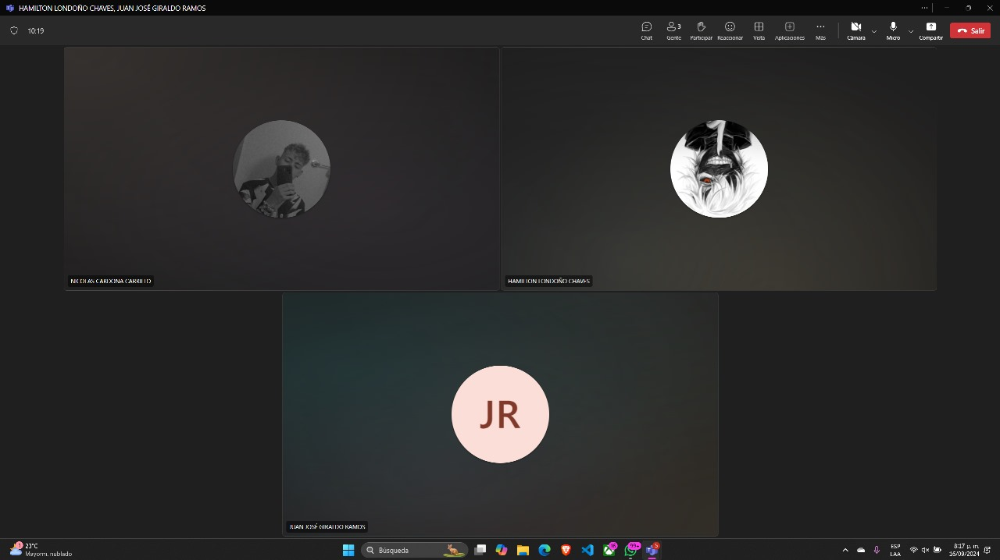 HAMILTON LONDOÑO CHAVES, JUAN JOSÉ GIRALDO RAMOS
10:19
Chat
3
Gente
Participar
Reaccionar
Vista
Aplicaciones
Más
Cámara
Micro
Compartir
Salir
NICOLAS CARDONA CARRILLO
HAMILTON LONDOÑO CHAVES
JR
JUAN JOSÉ GIRALDO RAMOS
23°C
Mayorm. nublado
Búsqueda
99+
5
ESP
LAA
8:17 p. m.
16/09/2024